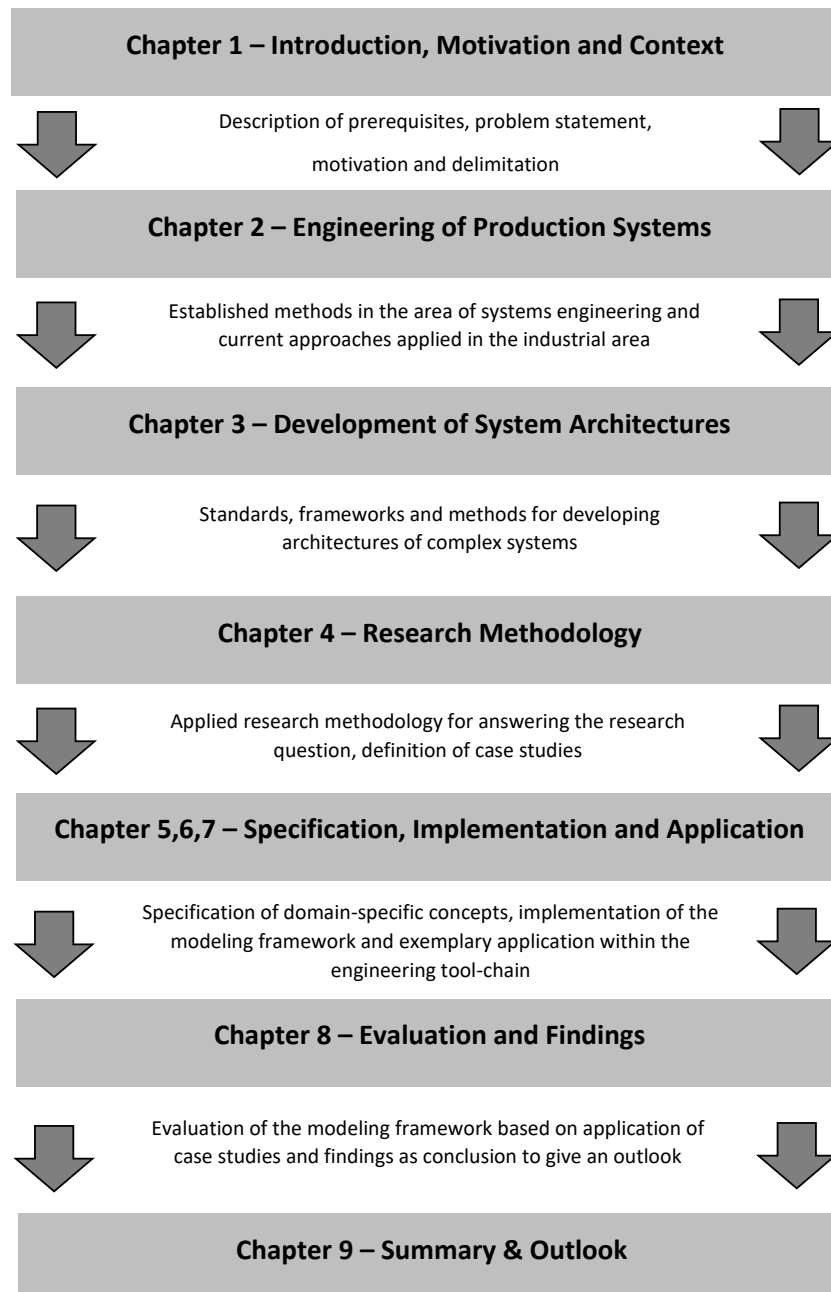 Chapter 1 – Introduction, Motivation and Context
Description of prerequisites, problem statement,
motivation and delimitation
Chapter 2 – Engineering of Production Systems
Established methods in the area of systems engineering and
current approaches applied in the industrial area
Chapter 3 – Development of System Architectures
Standards, frameworks and methods for developing
architectures of complex systems
Chapter 4 – Research Methodology
Applied research methodology for answering the research
question, definition of case studies
Chapter 5,6,7 – Specification, Implementation and Application
Specification of domain-specific concepts, implementation of the
modeling framework and exemplary application within the
engineering tool-chain
Chapter 8 – Evaluation and Findings
Evaluation of the modeling framework based on application of
case studies and findings as conclusion to give an outlook
Chapter 9 – Summary & Outlook